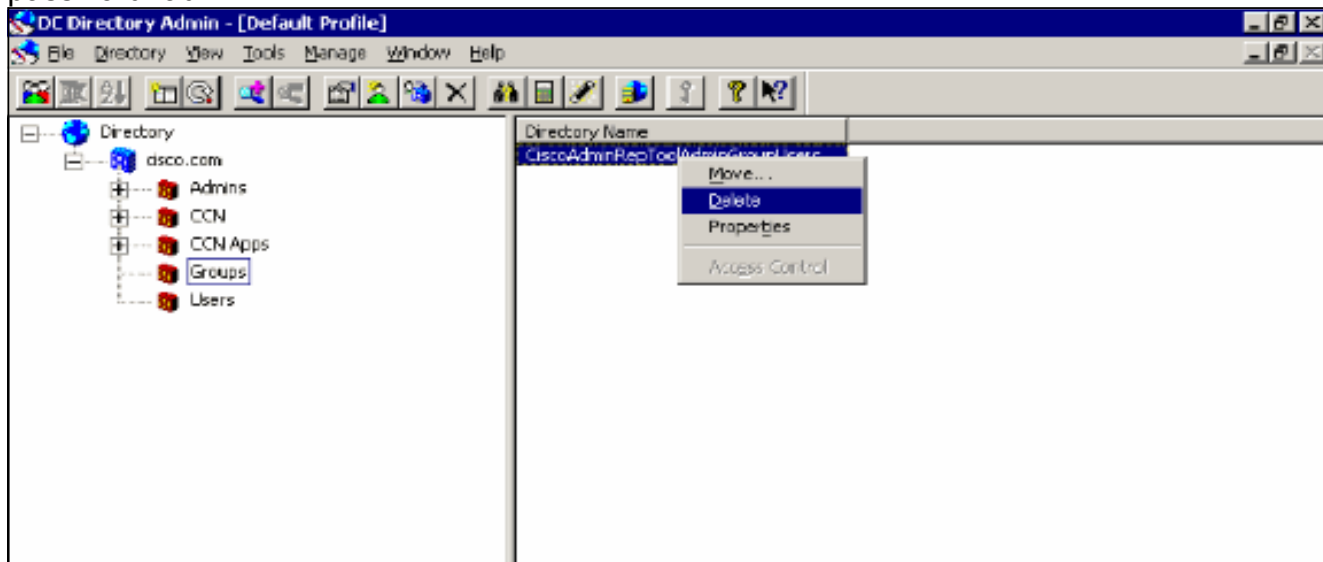 DC Directory Admin - [Default Profile]
File Directory View Tools Manage Window Help
Directory
cisco.com
Admins
CCN
CCN Apps
Groups
Users
Directory Name
CiscoAdminRepToolAdminGroupUsers
Move...
Delete
Properties
Access Control